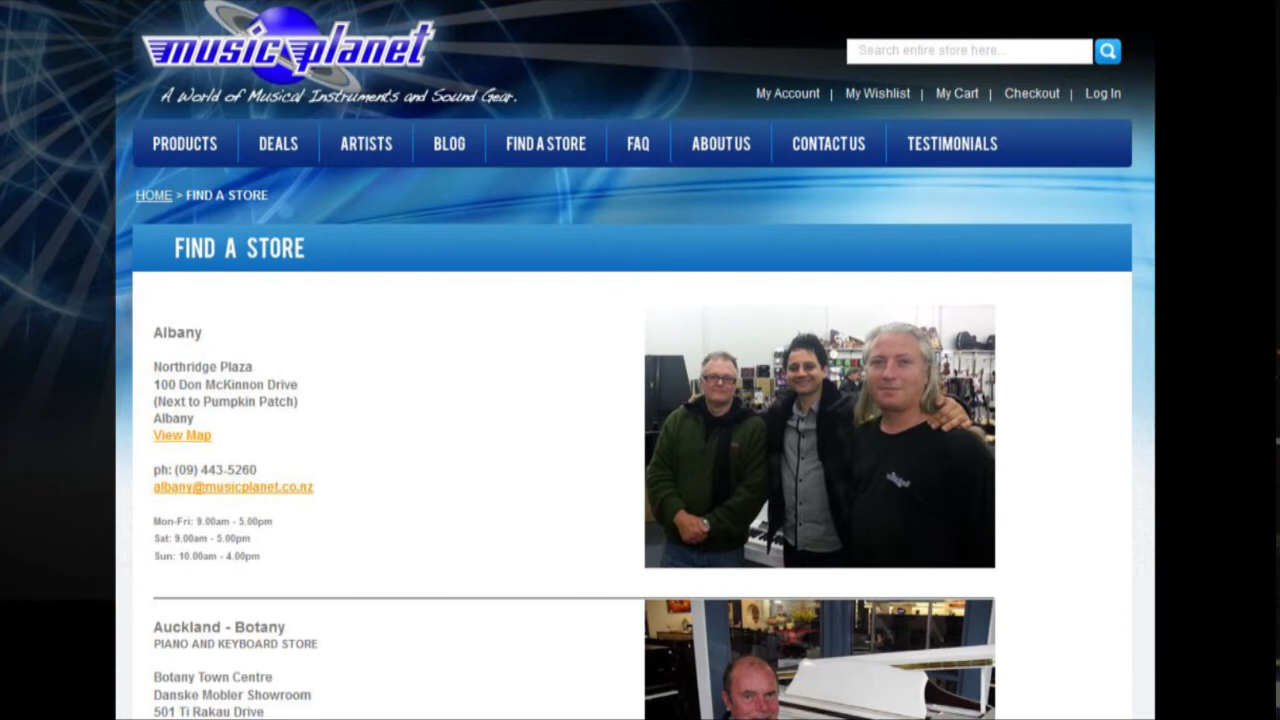 music planet
A World of Musical Instruments and Sound Gear.
Search entire store here...
My Account | My Wishlist | My Cart | Checkout | Log In
PRODUCTS DEALS ARTISTS BLOG FIND A STORE FAQ ABOUT US CONTACT US TESTIMONIALS
HOME > FIND A STORE
FIND A STORE
Albany
Northridge Plaza
100 Don McKinnon Drive
(Next to Pumpkin Patch)
Albany
View Map
ph: (09) 443-5260
albany@musicplanet.co.nz
Mon-Fri: 9.00am - 5.00pm
Sat: 9.00am - 5.00pm
Sun: 10.00am - 4.00pm
Auckland - Botany
PIANO AND KEYBOARD STORE
Botany Town Centre
Danske Mobler Showroom
501 Ti Rakau Drive